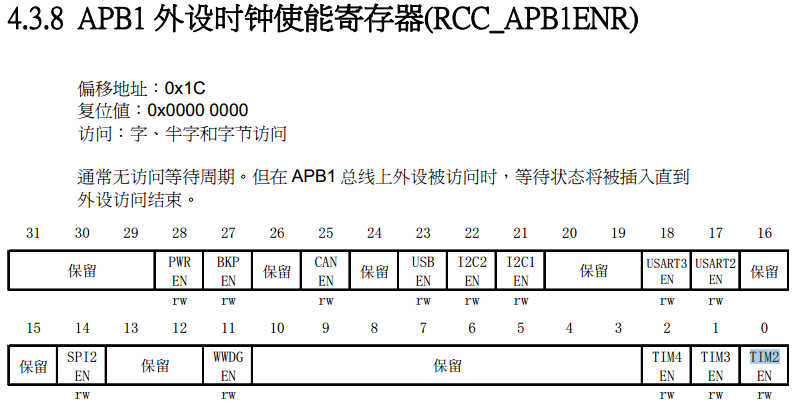 4.3.8 APB1 外设时钟使能寄存器(RCC_APB1ENR)
偏移地址：0x1C
复位值：0x0000 0000
访问：字、半字和字节访问
通常无访问等待周期。但在 APB1 总线上外设被访问时，等待状态将被插入直到
外设访问结束。
31 30 29 28 27 26 25 24 23 22 21 20 19 18 17 16
保留 PWR EN BKP EN 保留 CAN EN 保留 USB EN I2C2 EN I2C1 EN 保留 USART3 EN USART2 EN 保留
rw rw rw rw rw rw rw rw
15 14 13 12 11 10 9 8 7 6 5 4 3 2 1 0
保留 SPI2 EN 保留 WWDG EN 保留 TIM4 EN TIM3 EN TIM2 EN
rw rw rw rw rw